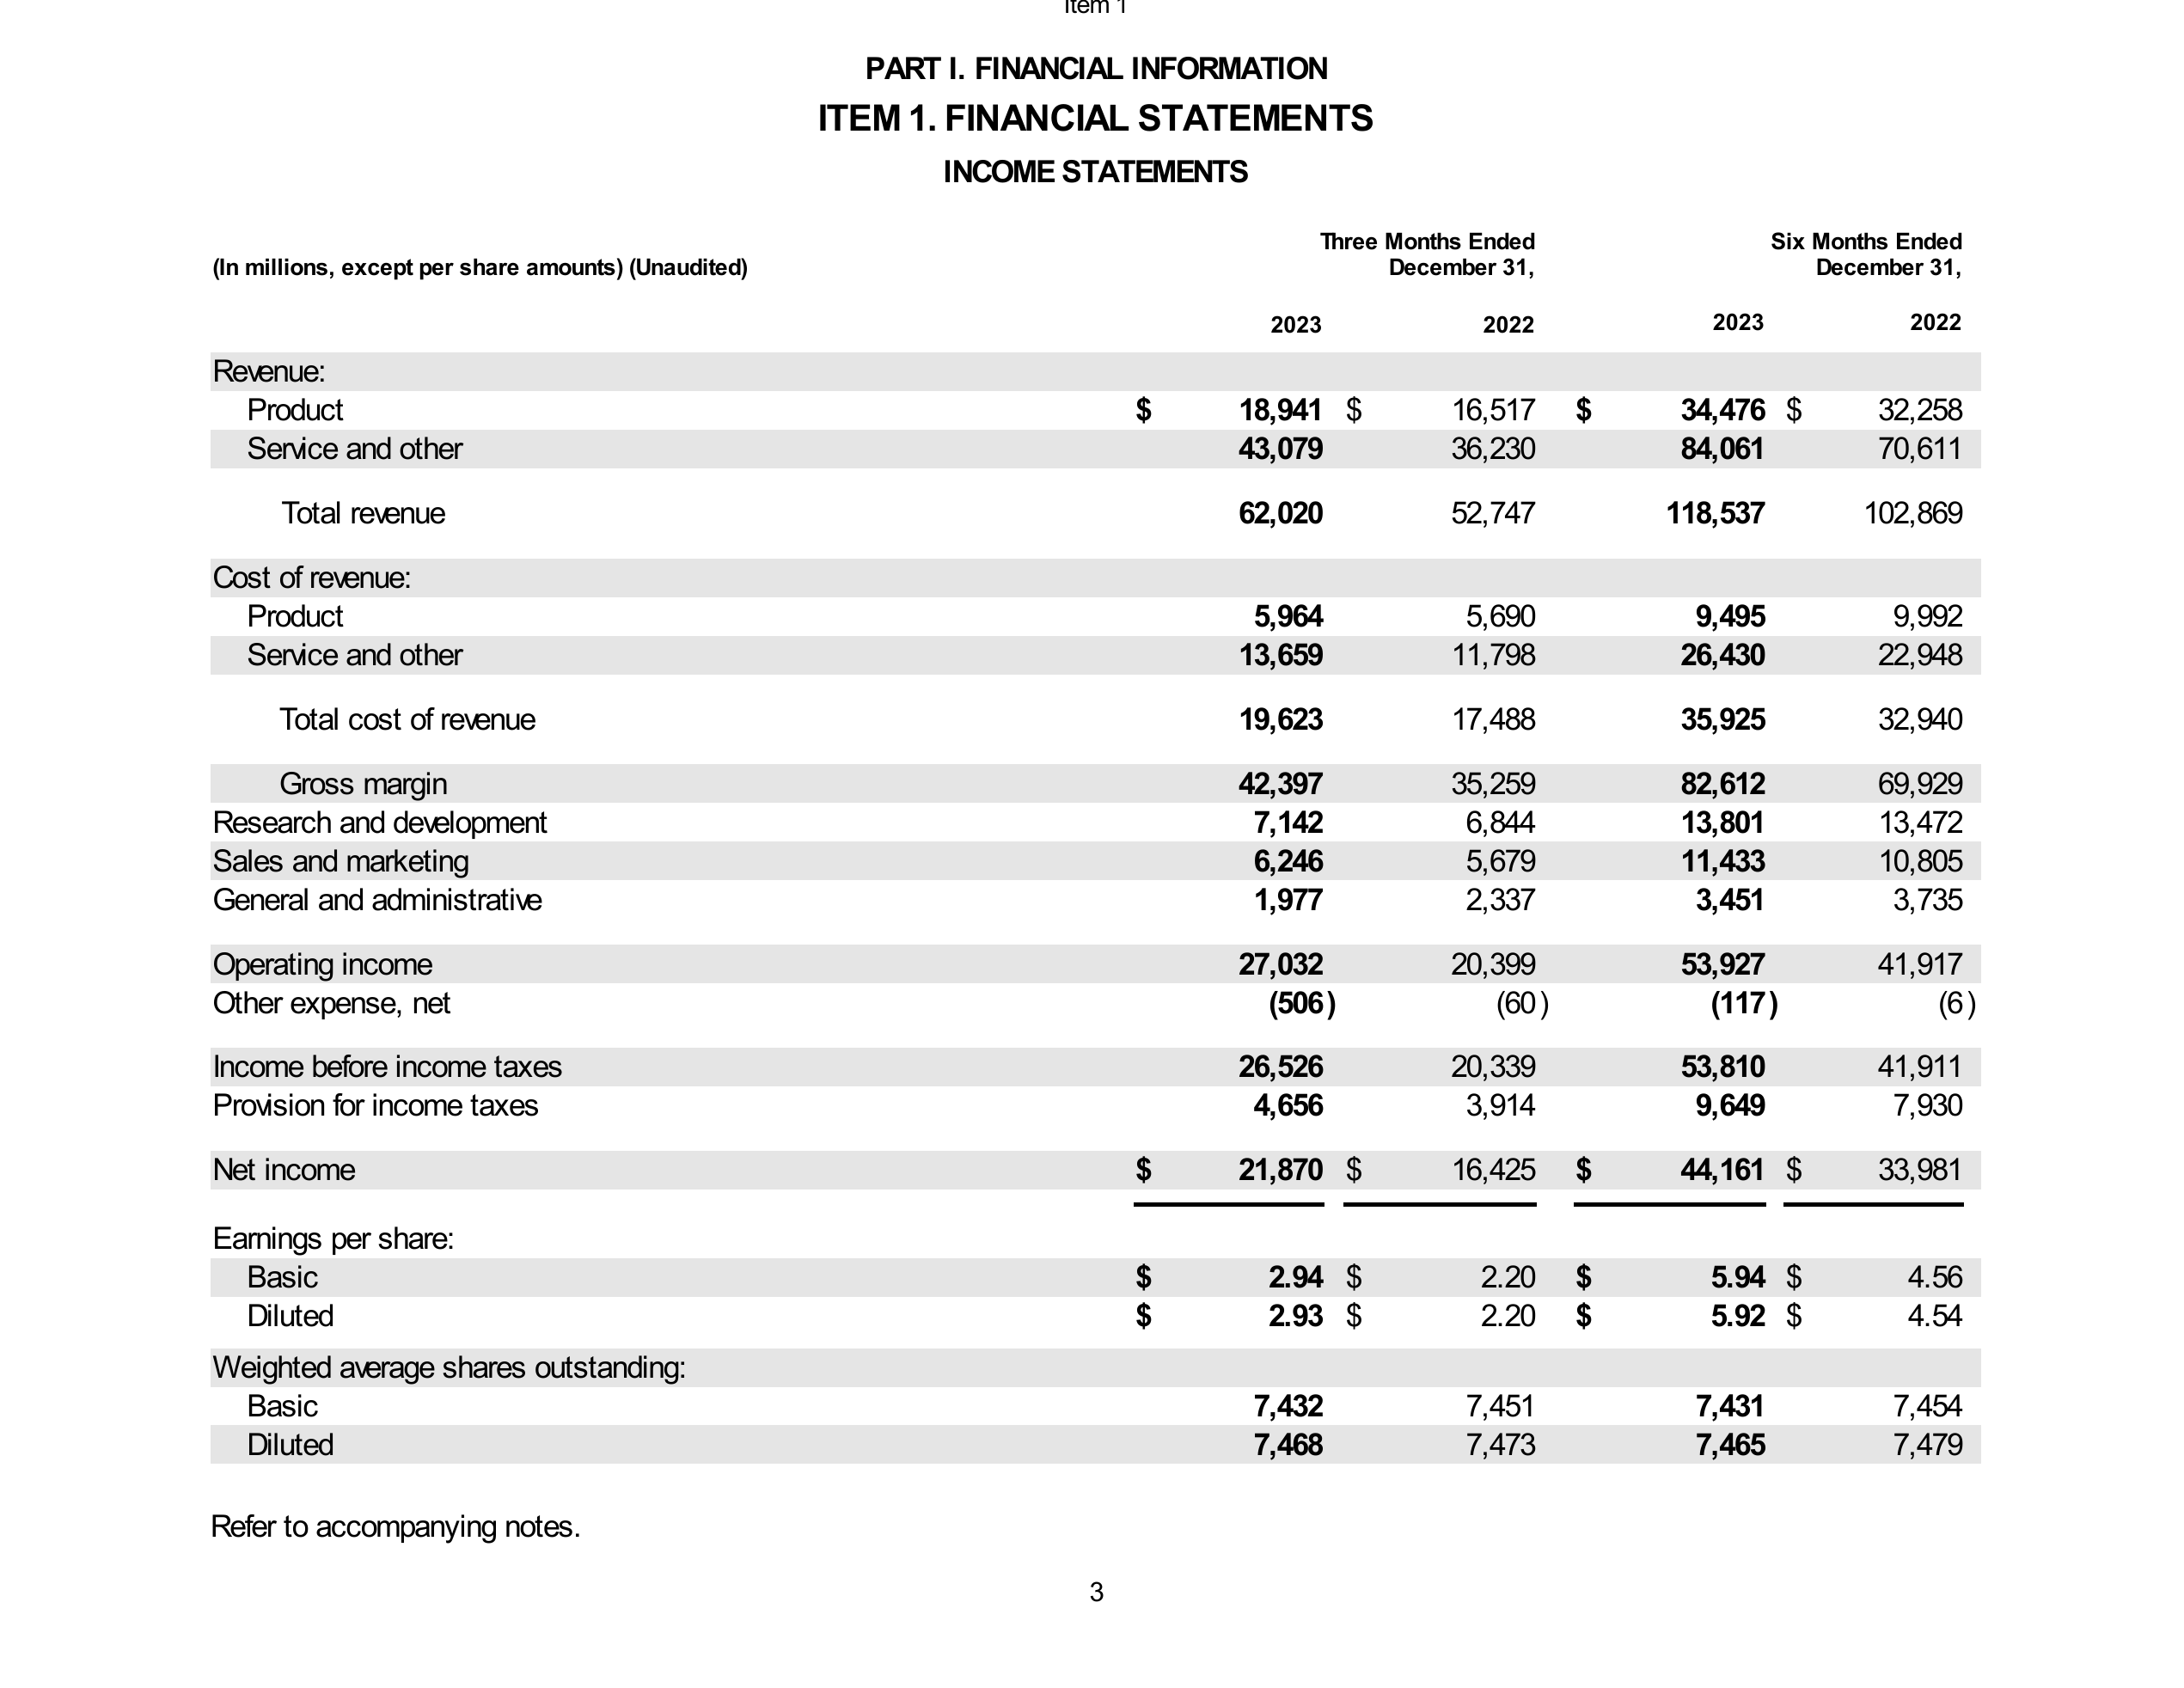 Item 1
PART I. FINANCIAL INFORMATION
ITEM 1. FINANCIAL STATEMENTS
INCOME STATEMENTS
(In millions, except per share amounts) (Unaudited) Three Months Ended December 31, Six Months Ended December 31,
2023 2022 2023 2022
Revenue:
Product $ 18,941 $ 16,517 $ 34,476 $ 32,258
Service and other 43,079 36,230 84,061 70,611
Total revenue 62,020 52,747 118,537 102,869
Cost of revenue:
Product 5,964 5,690 9,495 9,992
Service and other 13,659 11,798 26,430 22,948
Total cost of revenue 19,623 17,488 35,925 32,940
Gross margin 42,397 35,259 82,612 69,929
Research and development 7,142 6,844 13,801 13,472
Sales and marketing 6,246 5,679 11,433 10,805
General and administrative 1,977 2,337 3,451 3,735
Operating income 27,032 20,399 53,927 41,917
Other expense, net (506) (60) (117) (6)
Income before income taxes 26,526 20,339 53,810 41,911
Provision for income taxes 4,656 3,914 9,649 7,930
Net income $ 21,870 $ 16,425 $ 44,161 $ 33,981
Earnings per share:
Basic $ 2.94 $ 2.20 $ 5.94 $ 4.56
Diluted $ 2.93 $ 2.20 $ 5.92 $ 4.54
Weighted average shares outstanding:
Basic 7,432 7,451 7,431 7,454
Diluted 7,468 7,473 7,465 7,479
Refer to accompanying notes.
3